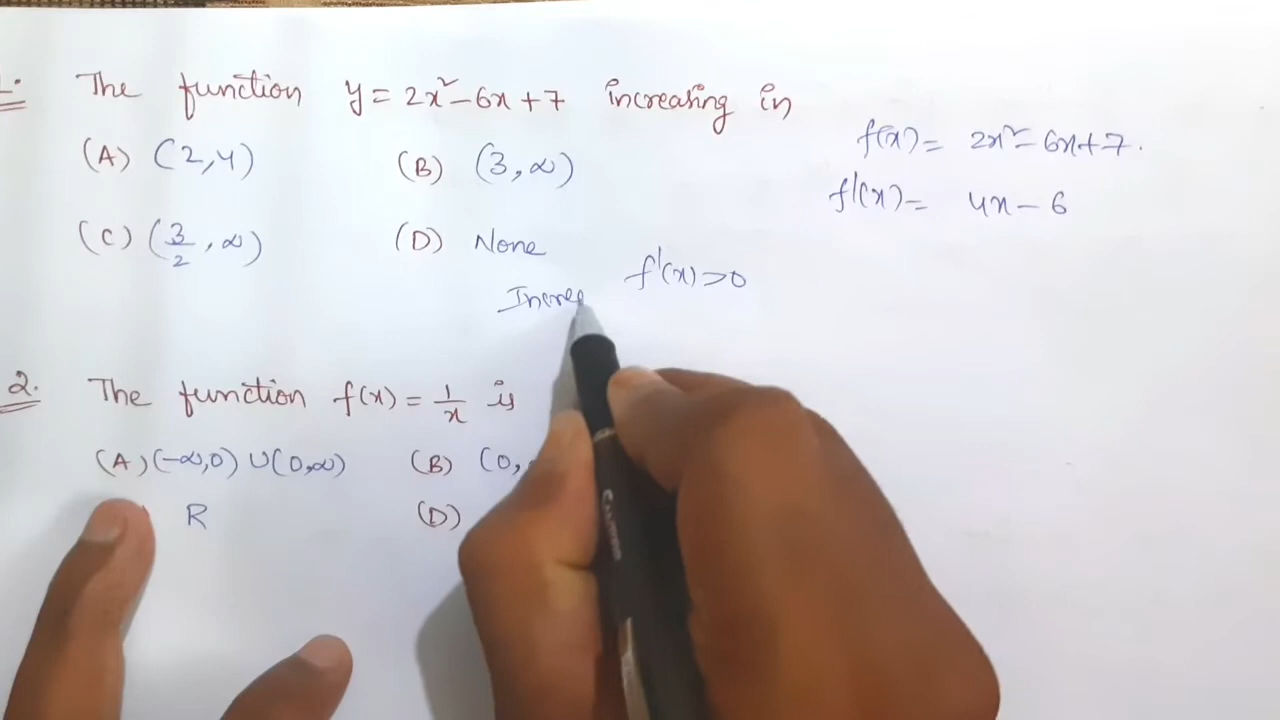 1. The function y = 2x² - 6x + 7 increasing in
(A) (2, 4) (B) (3, ∞)
(C) (3/2, ∞) (D) None
f(x) = 2x² - 6x + 7.
f'(x) = 4x - 6
Incre f'(x) > 0
2. The function f(x) = 1/x is
(A) (-∞, 0) ∪ (0, ∞) (B) (0,
R (D)